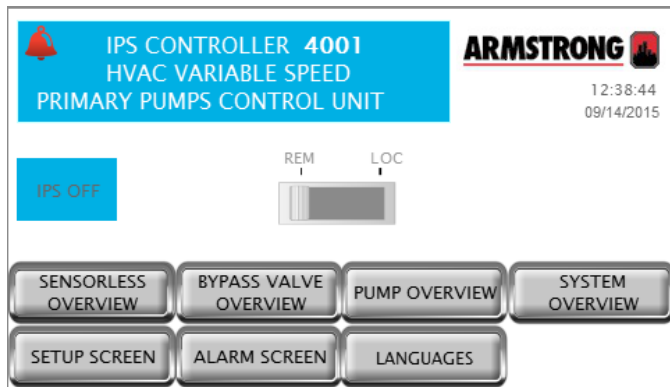 IPS CONTROLLER 4001
HVAC VARIABLE SPEED
PRIMARY PUMPS CONTROL UNIT
ARMSTRONG
12:38:44
09/14/2015
REM LOC
IPS OFF
SENSORLESS OVERVIEW
BYPASS VALVE OVERVIEW
PUMP OVERVIEW
SYSTEM OVERVIEW
SETUP SCREEN
ALARM SCREEN
LANGUAGES